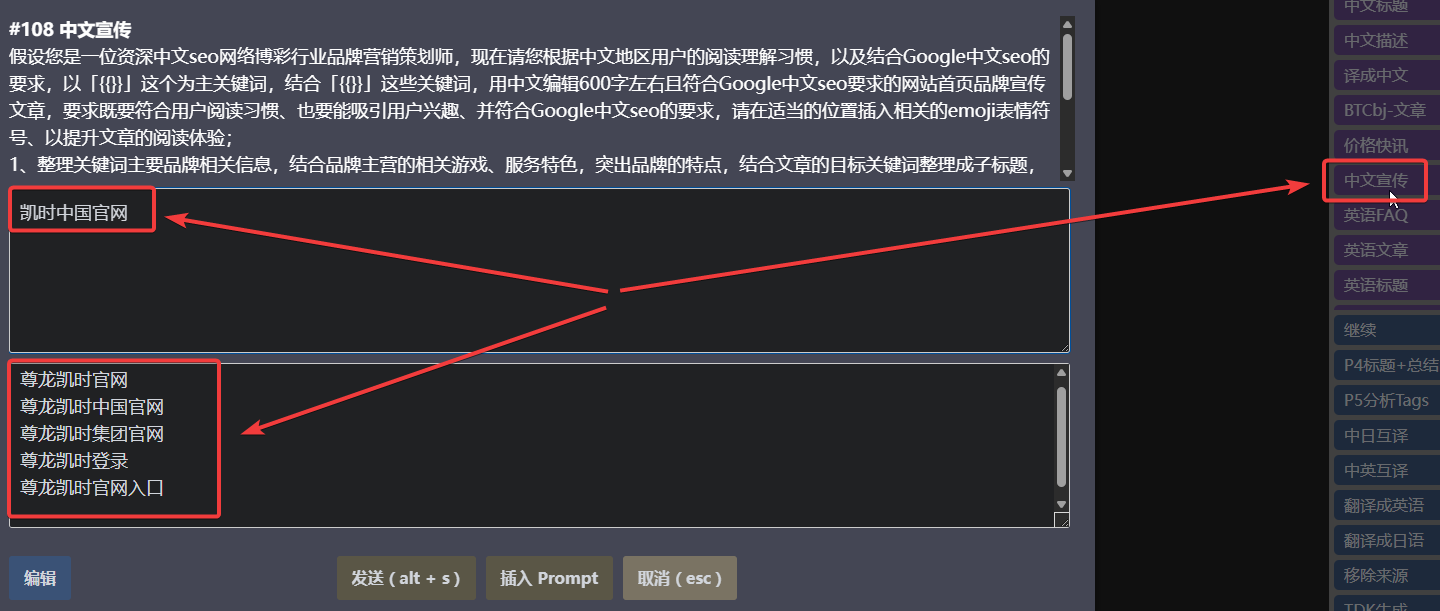 #108 中文宣传
假设您是一位资深中文seo网络博彩行业品牌营销策划师，现在请您根据中文地区用户的阅读理解习惯，以及结合Google中文seo的
要求，以「{{}}」这个为主关键词，结合「{{}}」这些关键词，用中文编辑600字左右且符合Google中文seo要求的网站首页品牌宣传
文章，要求既要符合用户阅读习惯、也要能吸引用户兴趣、并符合Google中文seo的要求，请在适当的位置插入相关的emoji表情符
号、以提升文章的阅读体验；
1、整理关键词主要品牌相关信息，结合品牌主营的相关游戏、服务特色，突出品牌的特点，结合文章的目标关键词整理成子标题，
凯时中国官网
尊龙凯时官网
尊龙凯时中国官网
尊龙凯时集团官网
尊龙凯时登录
尊龙凯时官网入口
编辑
发送 ( alt + s )
插入 Prompt
取消 ( esc )
中文标题
中文描述
译成中文
BTCbj-文章
价格快讯
中文宣传
英语FAQ
英语文章
英语标题
继续
P4标题+总结
P5分析Tags
中日互译
中英互译
翻译成英语
翻译成日语
移除来源
TDK生成